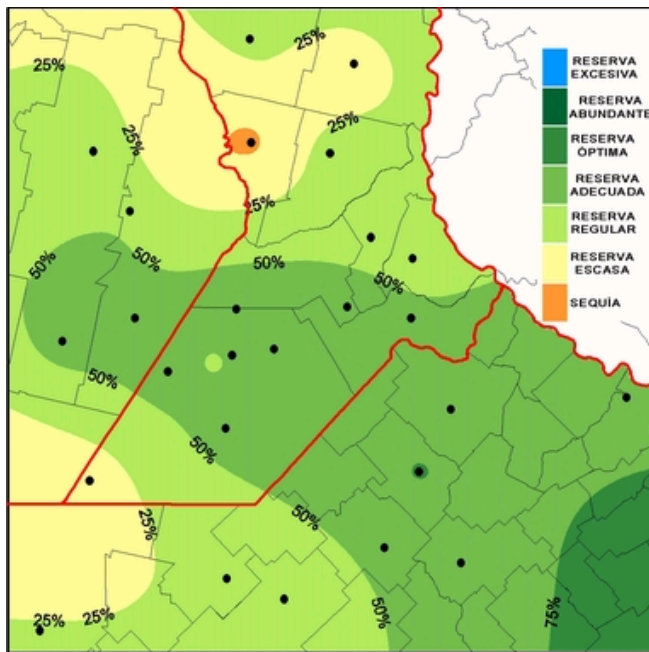 25%
25%
25%
25%
25%
RESERVA
EXCESIVA
RESERVA
ABUNDANTE
RESERVA
ÓPTIMA
RESERVA
ADECUADA
RESERVA
REGULAR
RESERVA
ESCASA
SEQUÌA
50%
50%
50%
50%
50%
50%
50%
25%
25%
25%
50%
75%